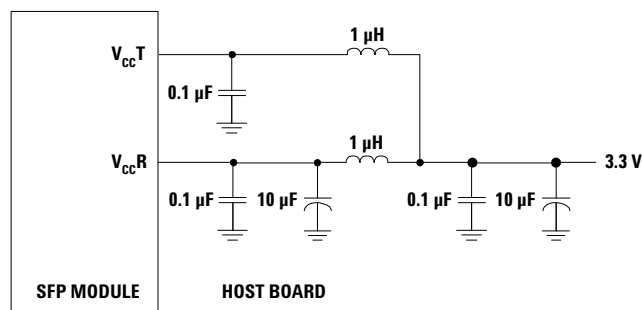 1 µH
VccT
0.1 µF
1 µH
VccR
3.3 V
0.1 µF
10 µF
0.1 µF
10 µF
SFP MODULE
HOST BOARD